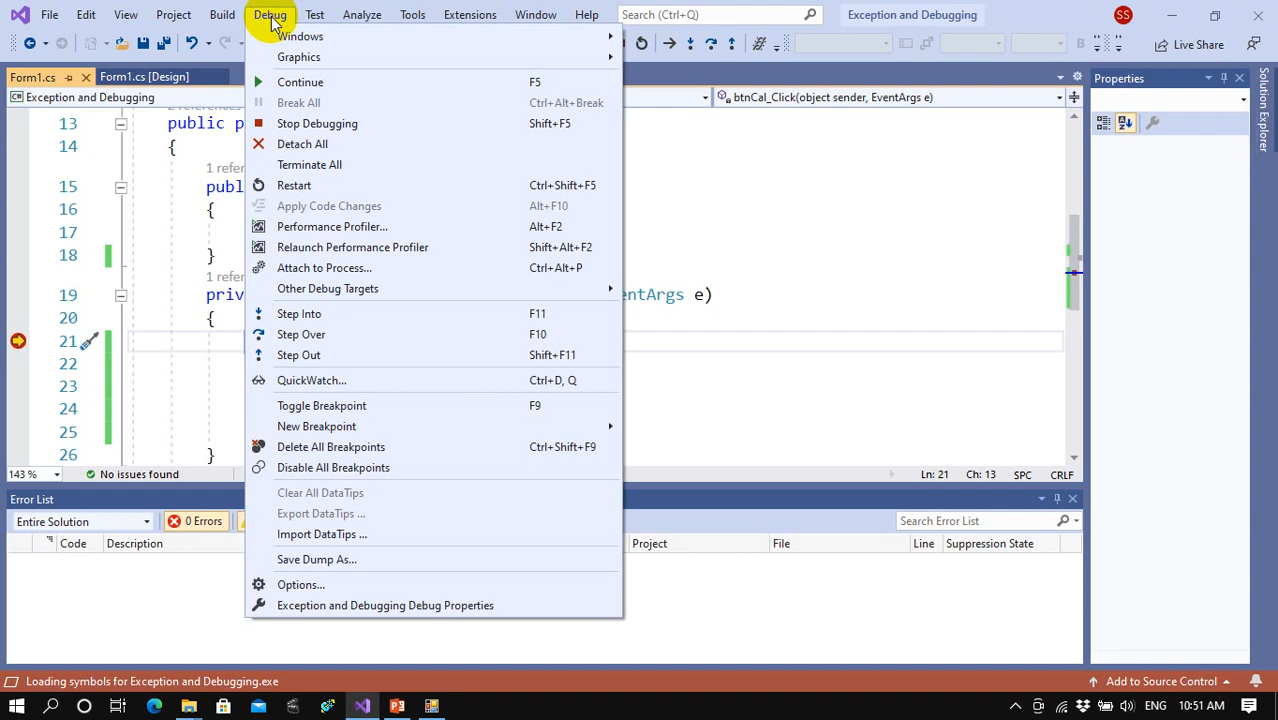 File Edit View Project Build Debug Test Analyze Tools Extensions Window Help Search (Ctrl+Q) Exception and Debugging SS
Live Share
Form1.cs Form1.cs [Design] Properties
Exception and Debugging btnCal_Click(object sender, EventArgs e)
Windows
Graphics
Continue F5
Break All Ctrl+Alt+Break
Stop Debugging Shift+F5
Detach All
Terminate All
Restart Ctrl+Shift+F5
Apply Code Changes Alt+F10
Performance Profiler... Alt+F2
Relaunch Performance Profiler Shift+Alt+F2
Attach to Process... Ctrl+Alt+P
Other Debug Targets
Step Into F11
Step Over F10
Step Out Shift+F11
QuickWatch... Ctrl+D, Q
Toggle Breakpoint F9
New Breakpoint
Delete All Breakpoints Ctrl+Shift+F9
Disable All Breakpoints
Clear All DataTips
Export DataTips ...
Import DataTips ...
Save Dump As...
Options...
Exception and Debugging Debug Properties
13 public p
14 {
1 refer
15 publ
16 {
17
18 }
1 refer
19 priv entArgs e)
20 {
21
22
23
24
25
26 }
143 % No issues found Ln: 21 Ch: 13 SPC CRLF
Error List
Entire Solution 0 Errors Search Error List
Code Description Project File Line Suppression State
Solution Explorer
Loading symbols for Exception and Debugging.exe Add to Source Control
ENG 10:51 AM